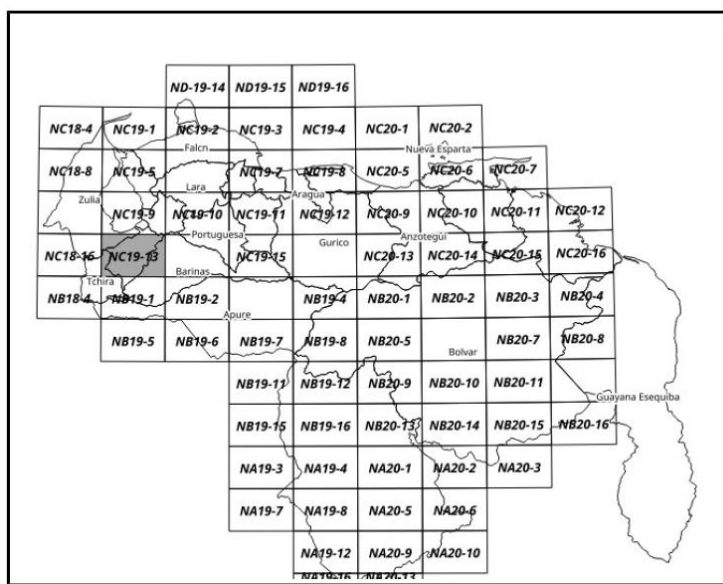 ND-19-14 ND19-15 ND19-16
NC18-4 NC19-1 NC19-2 NC19-3 NC19-4 NC20-1 NC20-2
Falcn Nueva Esparta
NC18-8 NC19-5 NC19-7 NC19-8 NC20-5 NC20-6 NC20-7
Lara Aragua
Zulia
NC19-9 NC19-10 NC19-11 NC19-12 NC20-9 NC20-10 NC20-11 NC20-12
Portuguesa Gurico Anzotegüi
NC18-16 NC19-13 NC19-15 NC20-13 NC20-14 NC20-15 NC20-16
Tchira Barinas
NB18-4 NB19-1 NB19-2 NB19-4 NB20-1 NB20-2 NB20-3 NB20-4
Apure
NB19-5 NB19-6 NB19-7 NB19-8 NB20-5 NB20-7 NB20-8
Bolvar
NB19-11 NB19-12 NB20-9 NB20-10 NB20-11
Guayana Esequiba
NB19-15 NB19-16 NB20-13 NB20-14 NB20-15 NB20-16
NA19-3 NA19-4 NA20-1 NA20-2 NA20-3
NA19-7 NA19-8 NA20-5 NA20-6
NA19-12 NA20-9 NA20-10
NA19-16 NA20-13